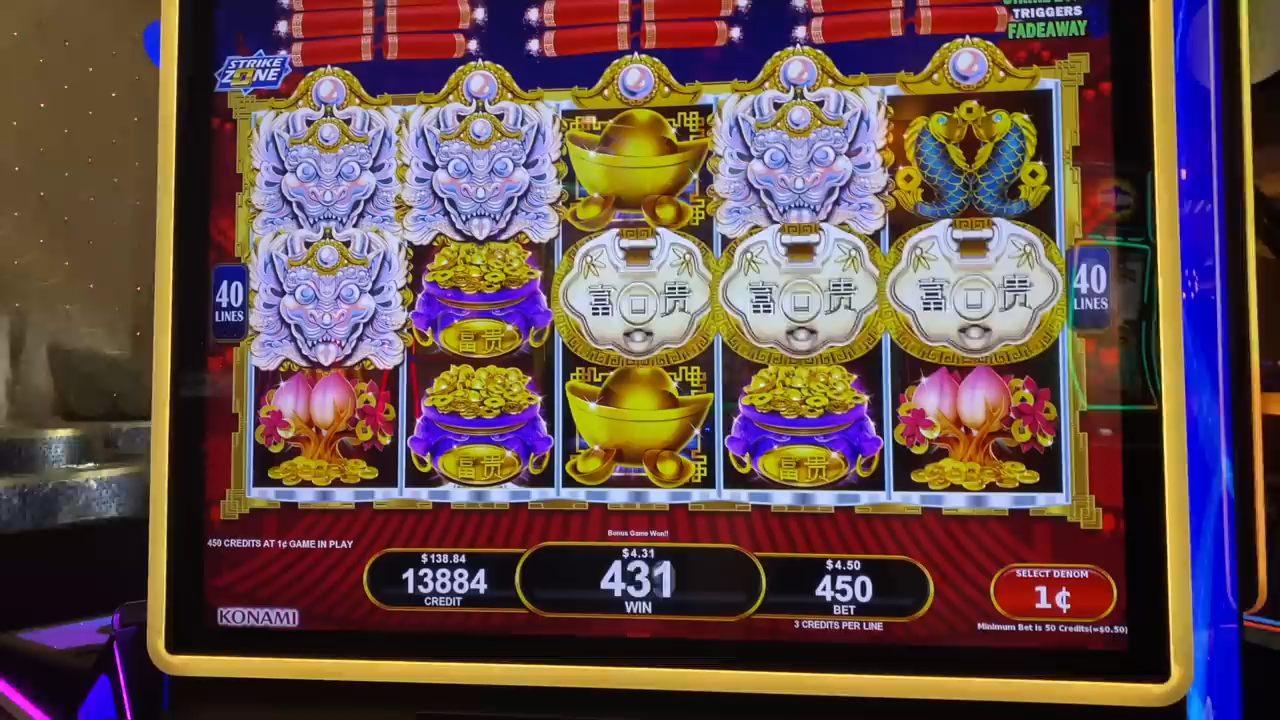 TRIGGERS
FADEAWAY
STRIKE
ZONE
富 贵
富 贵
富 贵
40
LINES
40
LINES
富贵
富贵
富贵
Bonus Game Won!!
450 CREDITS AT 1¢ GAME IN PLAY
$138.84
13884
CREDIT
$4.31
431
WIN
$4.50
450
BET
3 CREDITS PER LINE
SELECT DENOM
1¢
Minimum Bet is 50 Credits(=$0.50)
KONAMI